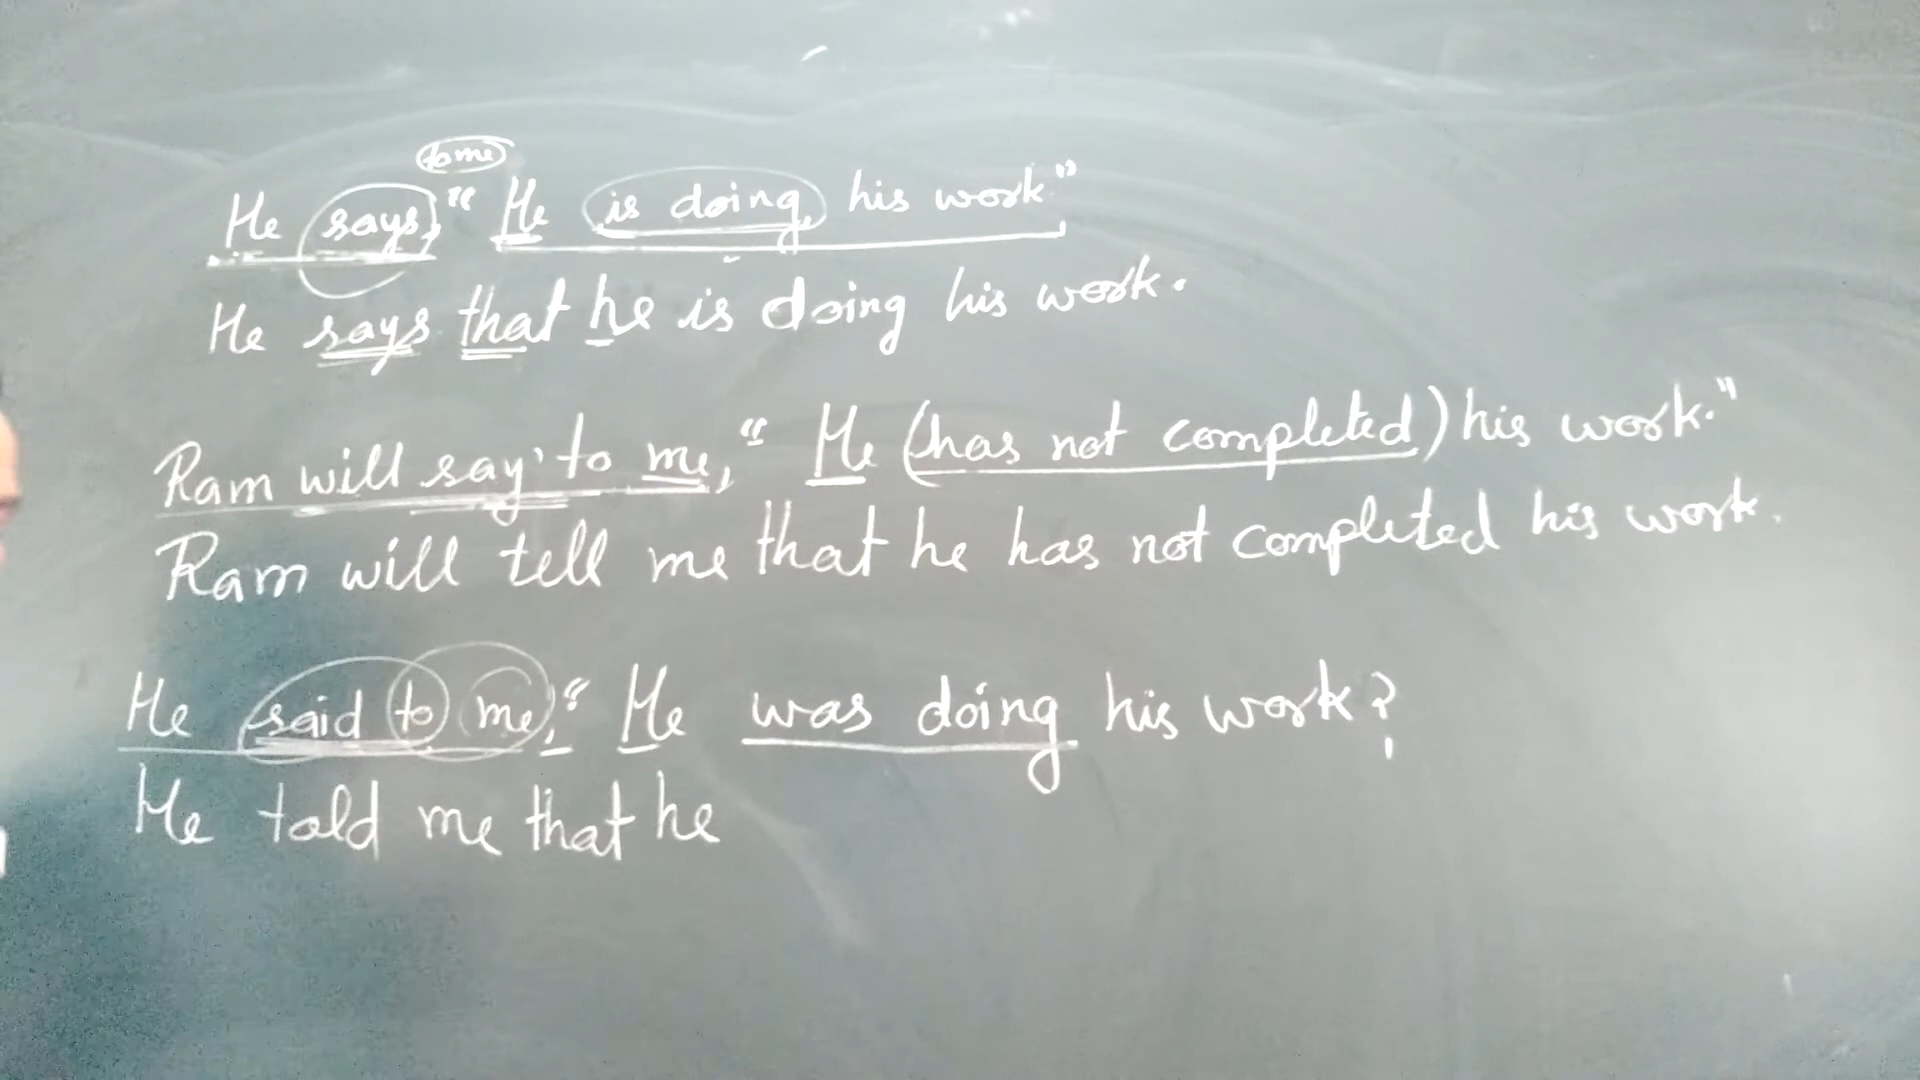 to me
He says, "He is doing his work"
He says that he is doing his work.
Ram will say to me, "He (has not completed) his work."
Ram will tell me that he has not completed his work.
He said to me, "He was doing his work?
He told me that he